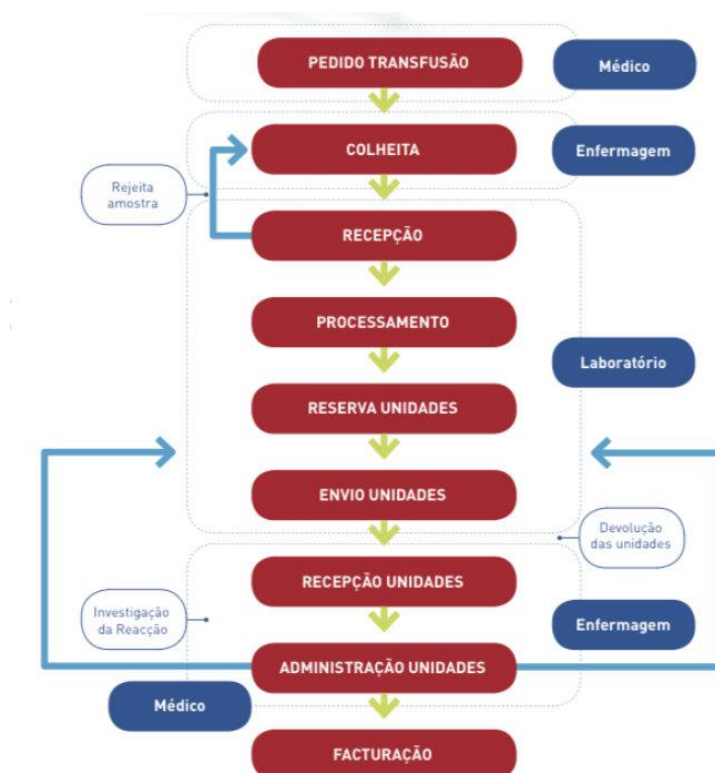 PEDIDO TRANSFUSÃO
Médico
COLHEITA
Enfermagem
Rejeita
amostra
RECEPÇÃO
PROCESSAMENTO
Laboratório
RESERVA UNIDADES
ENVIO UNIDADES
Devolução
das unidades
RECEPÇÃO UNIDADES
Investigação
da Reacção
Enfermagem
ADMINISTRAÇÃO UNIDADES
Médico
FACTURAÇÃO